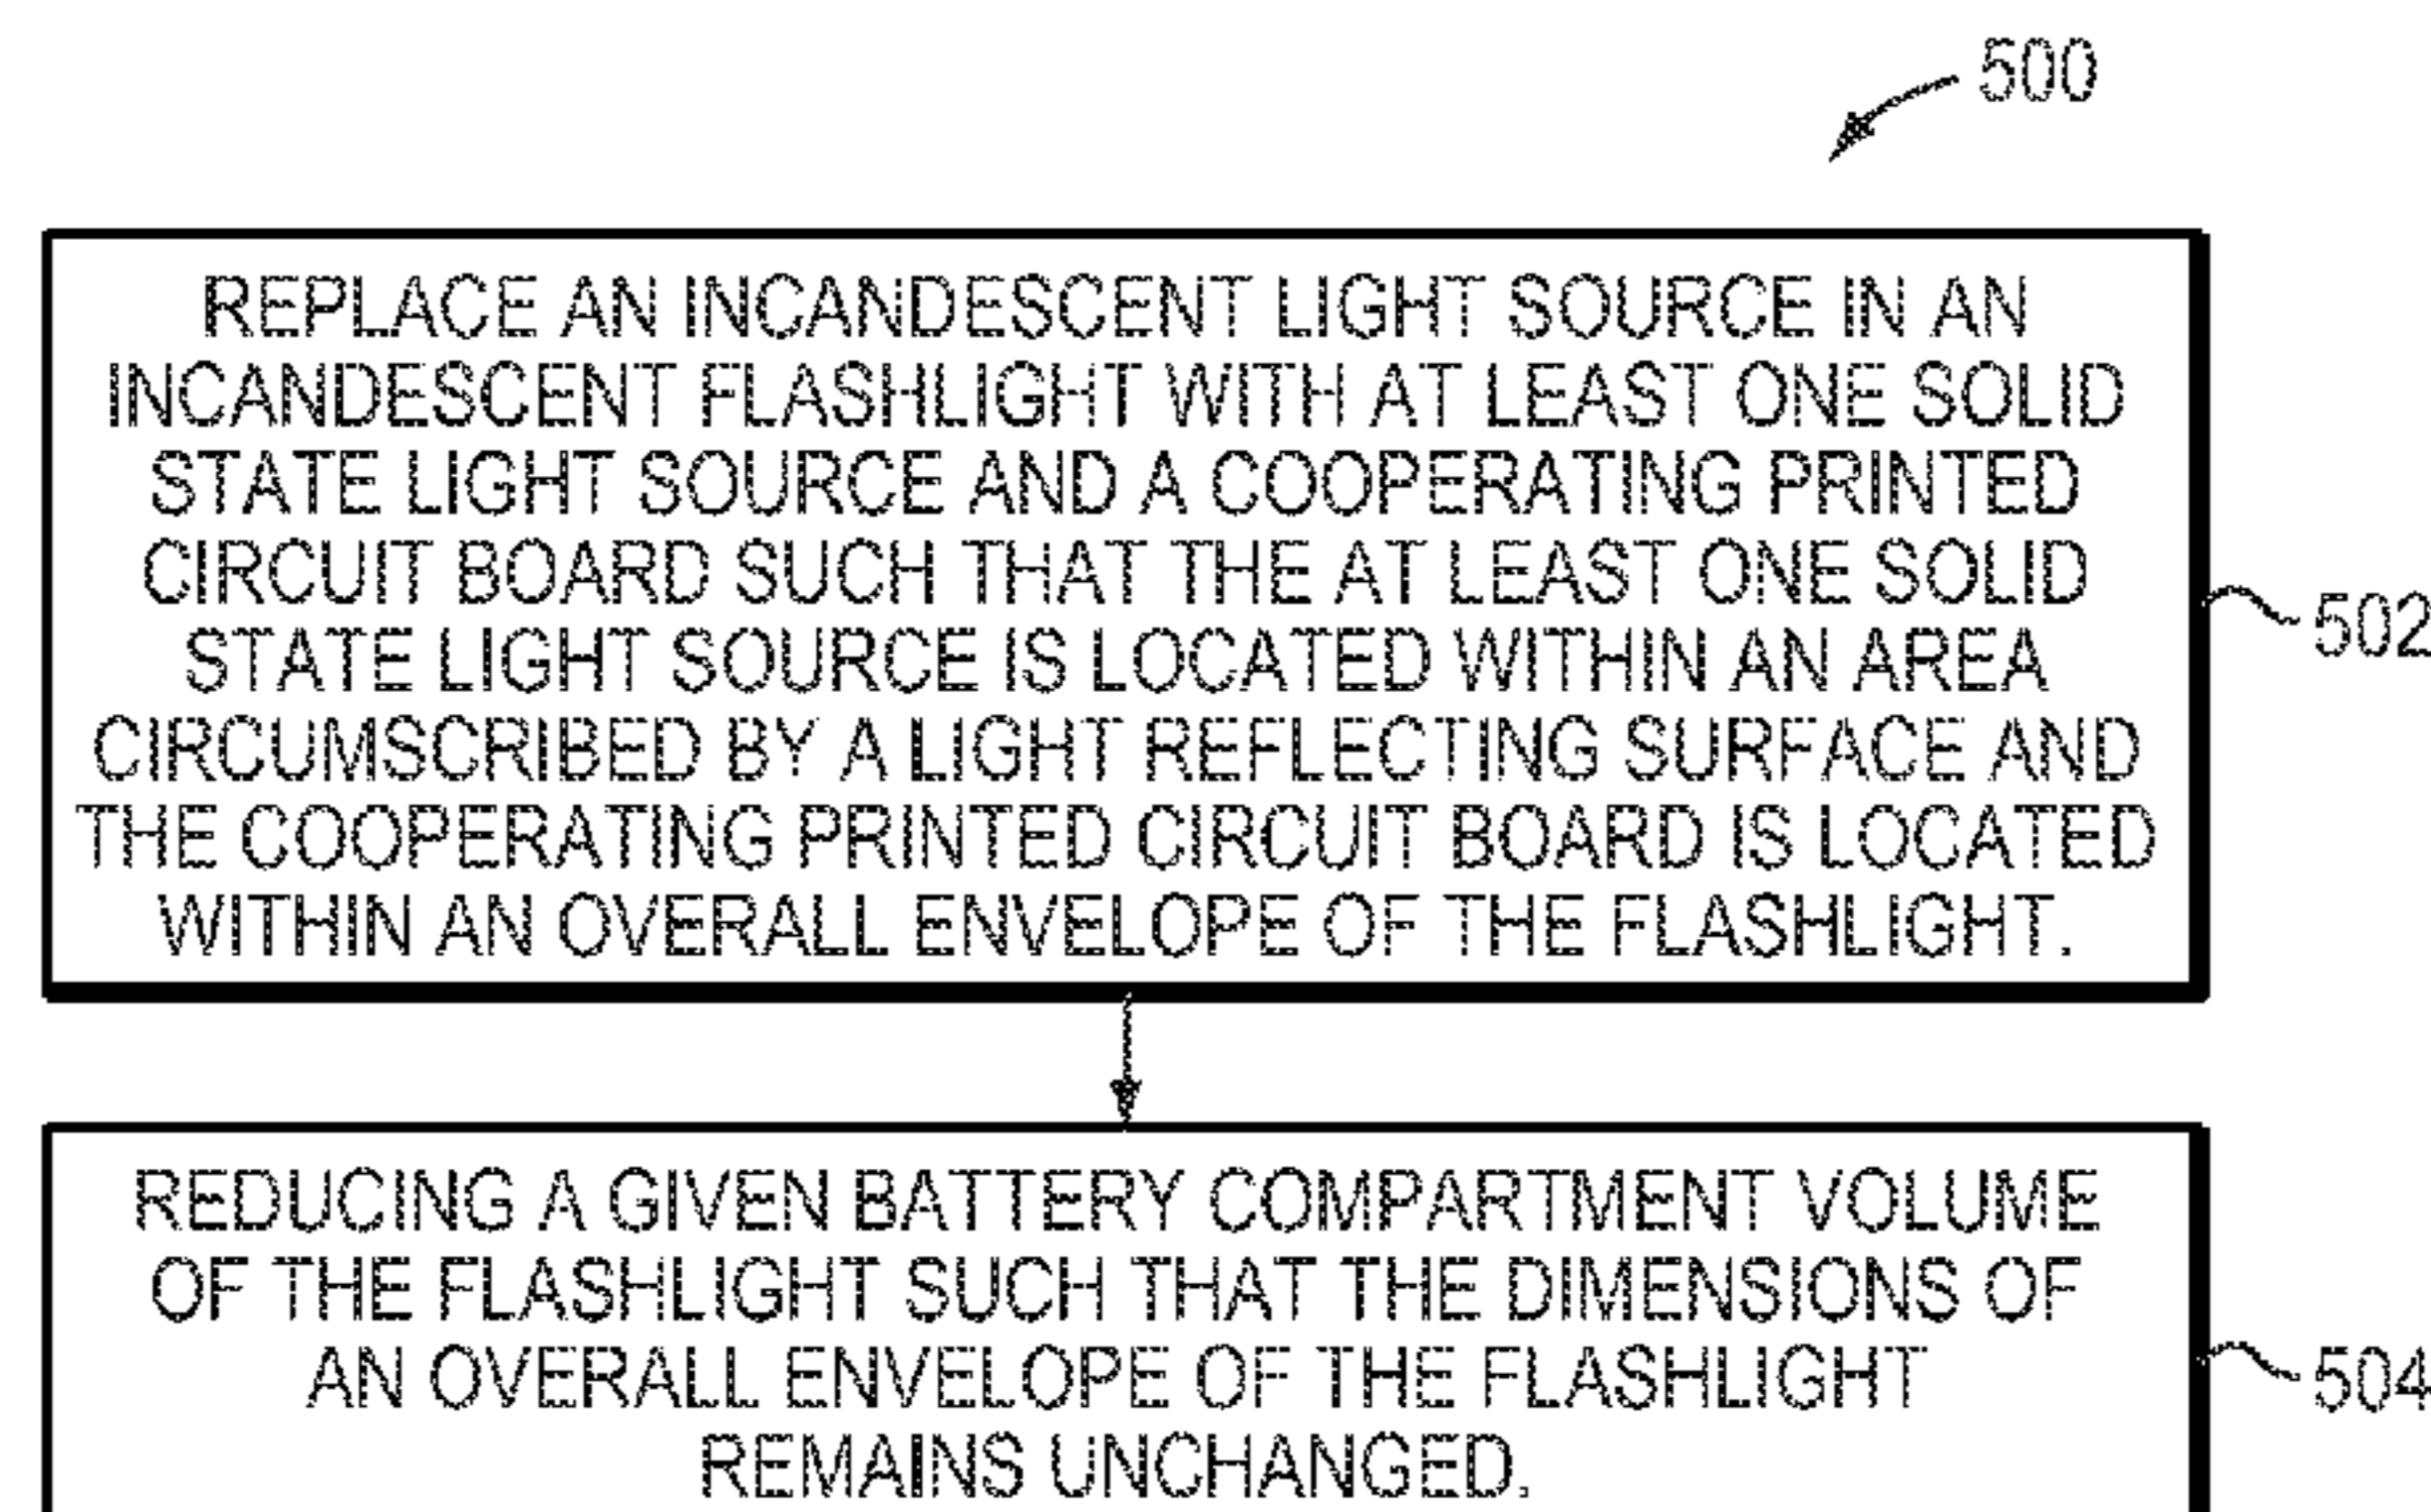 500
REPLACE AN INCANDESCENT LIGHT SOURCE IN AN
INCANDESCENT FLASHLIGHT WITH AT LEAST ONE SOLID
STATE LIGHT SOURCE AND A COOPERATING PRINTED
CIRCUIT BOARD SUCH THAT THE AT LEAST ONE SOLID
STATE LIGHT SOURCE IS LOCATED WITHIN AN AREA
CIRCUMSCRIBED BY A LIGHT REFLECTING SURFACE AND
THE COOPERATING PRINTED CIRCUIT BOARD IS LOCATED
WITHIN AN OVERALL ENVELOPE OF THE FLASHLIGHT.
502
REDUCING A GIVEN BATTERY COMPARTMENT VOLUME
OF THE FLASHLIGHT SUCH THAT THE DIMENSIONS OF
AN OVERALL ENVELOPE OF THE FLASHLIGHT
REMAINS UNCHANGED.
504